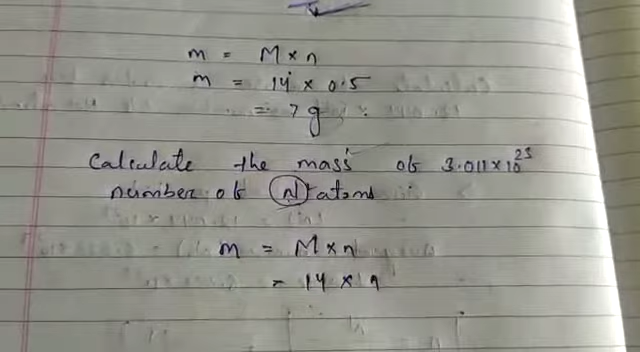 m = M × n
m = 14 × 0.5
= 7 g
Calculate the mass of 3.011×10²³
number of N atoms
m = M × n
= 14 × n